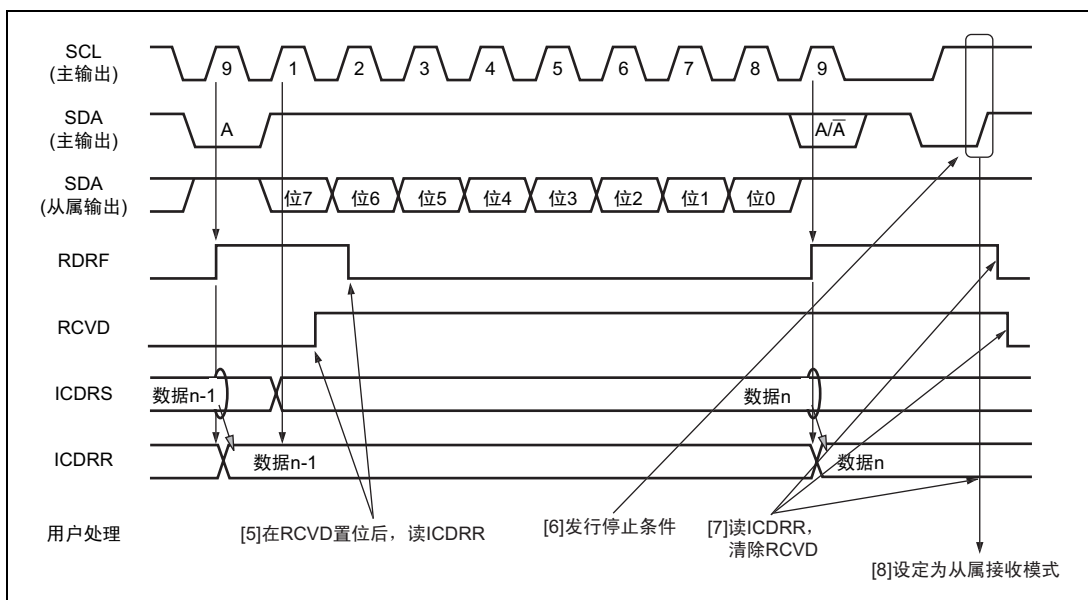 SCL
(主输出)
9 1 2 3 4 5 6 7 8 9
SDA
(主输出)
A A/A̅
SDA
(从属输出)
位7 位6 位5 位4 位3 位2 位1 位0
RDRF
RCVD
ICDRS
数据n-1 数据n
ICDRR
数据n-1 数据n
用户处理
[5]在RCVD置位后，读ICDRR
[6]发行停止条件
[7]读ICDRR，
清除RCVD
[8]设定为从属接收模式